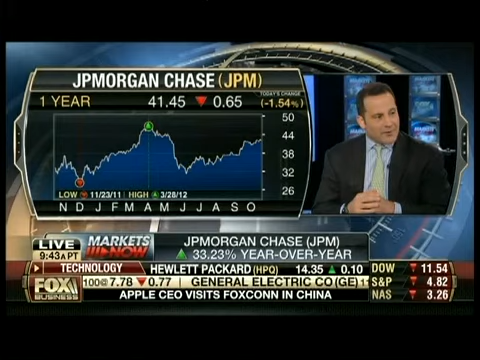 JPMORGAN CHASE (JPM)
1 YEAR 41.45 0.65 TODAY'S CHANGE (-1.54%)
50
44
38
32
26
LOW 11/23/11 HIGH 3/28/12
N D J F M A M J J A S O
LIVE
9:43 A PT
MARKETS NOW
JPMORGAN CHASE (JPM)
33.23% YEAR-OVER-YEAR
TECHNOLOGY HEWLETT PACKARD (HPQ) 14.35 0.10
DOW 11.54
100@7.78 0.77 GENERAL ELECTRIC CO (GE)
S&P 4.82
FOX BUSINESS
APPLE CEO VISITS FOXCONN IN CHINA
NAS 3.26